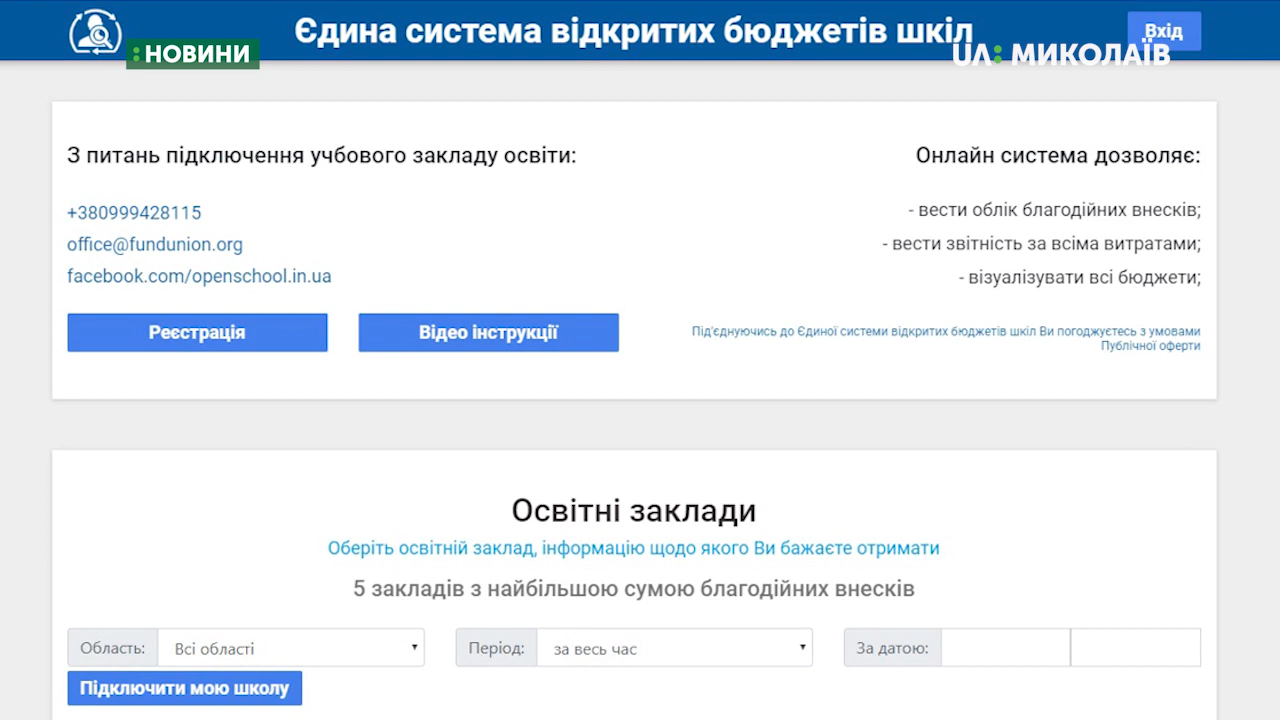 Єдина система відкритих бюджетів шкіл
Вхід
: НОВИНИ
UA: МИКОЛАЇВ
З питань підключення учбового закладу освіти:
+380999428115
office@fundunion.org
facebook.com/openschool.in.ua
Реєстрація
Відео інструкції
Онлайн система дозволяє:
- вести облік благодійних внесків;
- вести звітність за всіма витратами;
- візуалізувати всі бюджети;
Під'єднуючись до Єдиної системи відкритих бюджетів шкіл Ви погоджуєтесь з умовами
Публічної оферти
Освітні заклади
Оберіть освітній заклад, інформацію щодо якого Ви бажаєте отримати
5 закладів з найбільшою сумою благодійних внесків
Область: Всі області
Період: за весь час
За датою:
Підключити мою школу